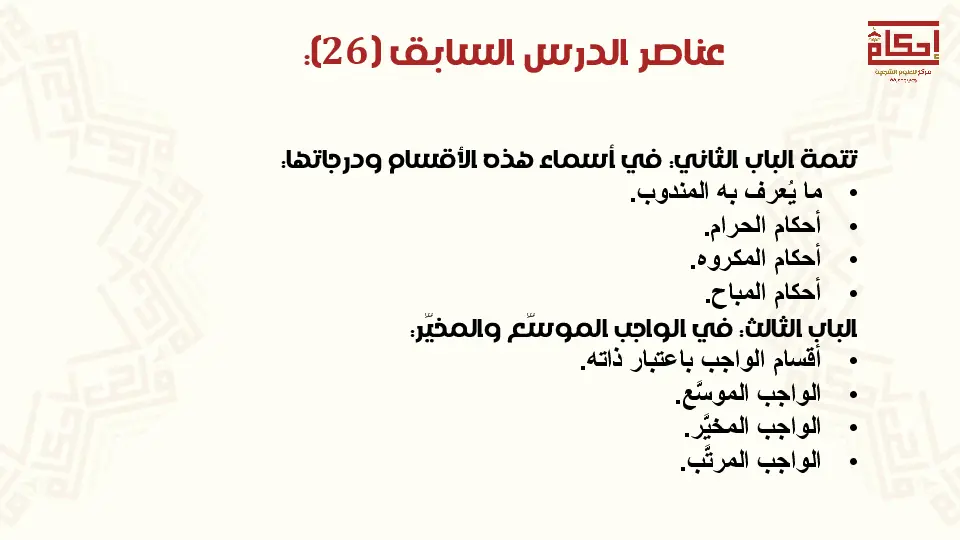 إحكام
مركز للعلوم الشرعية
عناصر الدرس السابق (26):
تتمة الباب الثاني: في أسماء هذه الأقسام ودرجاتها:
• ما يُعرف به المندوب.
• أحكام الحرام.
• أحكام المكروه.
• أحكام المباح.
الباب الثالث: في الواجب الموسَّع والمخيَّر:
• أقسام الواجب باعتبار ذاته.
• الواجب الموسَّع.
• الواجب المخيَّر.
• الواجب المرتَّب.